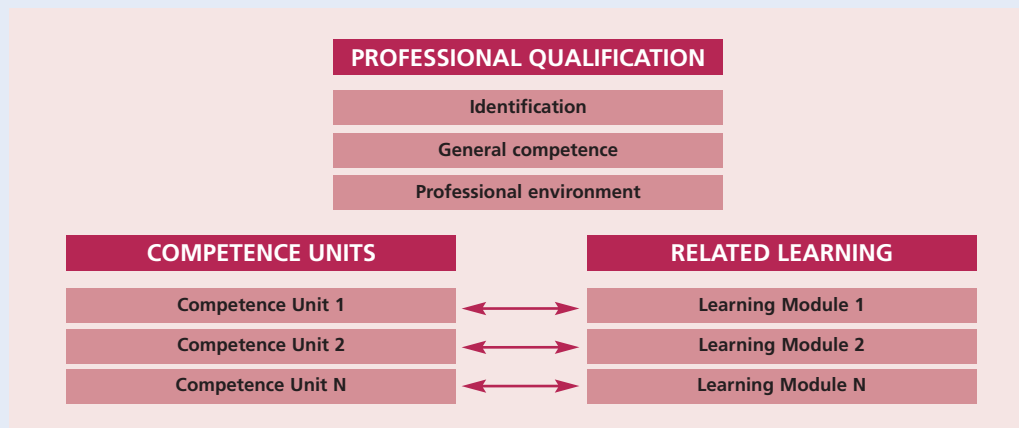 PROFESSIONAL QUALIFICATION
Identification
General competence
Professional environment
COMPETENCE UNITS
Competence Unit 1
Competence Unit 2
Competence Unit N
RELATED LEARNING
Learning Module 1
Learning Module 2
Learning Module N